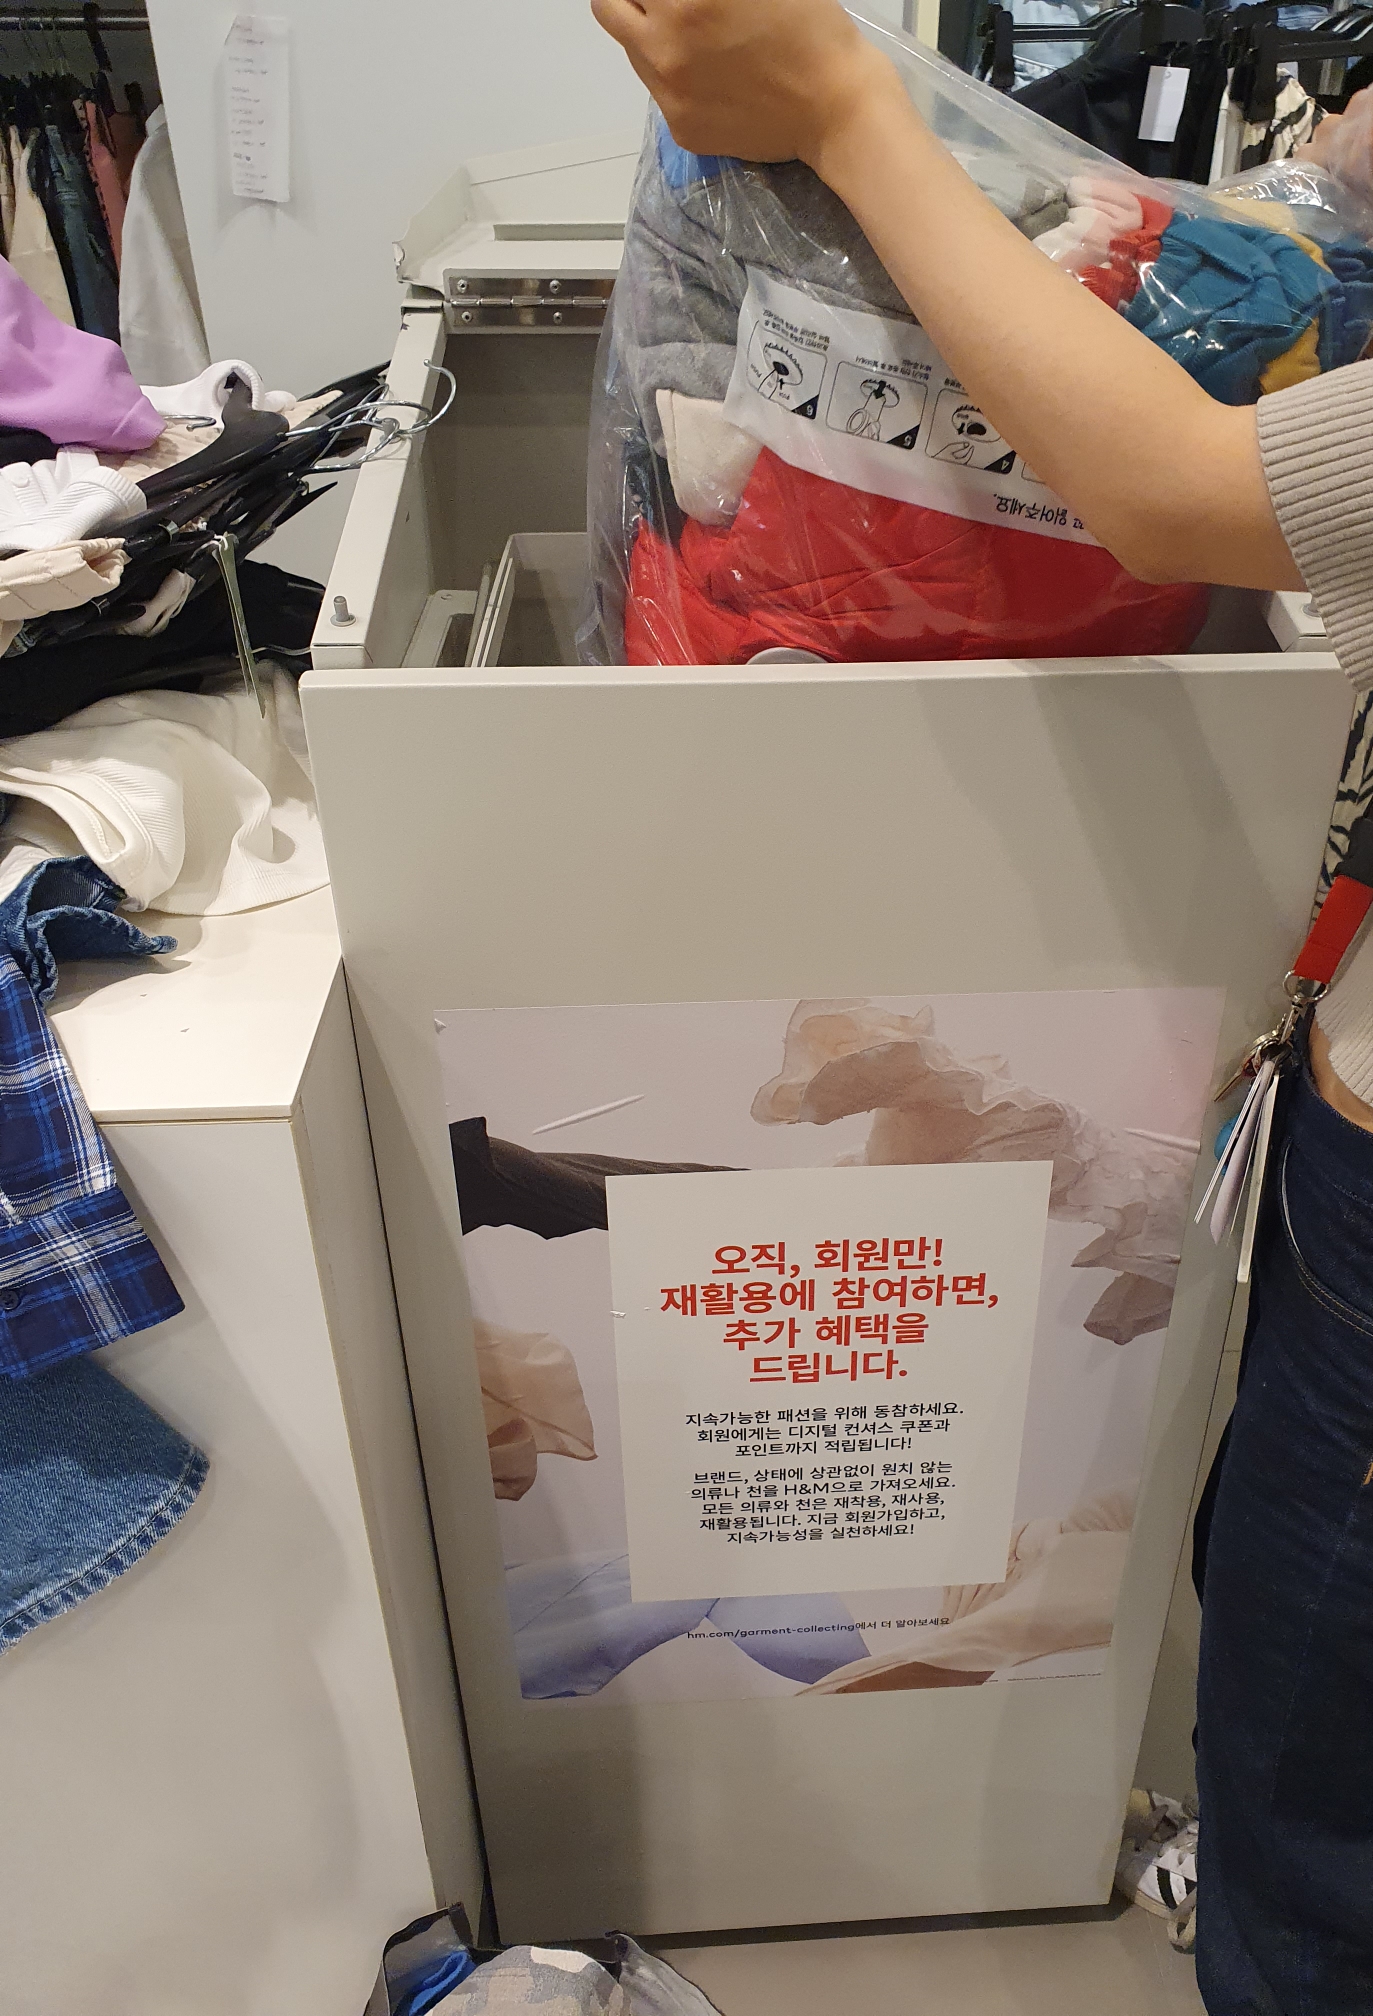 읽어주세요.
오직, 회원만!
재활용에 참여하면,
추가 혜택을
드립니다.
지속가능한 패션을 위해 동참하세요.
회원에게는 디지털 컨셔스 쿠폰과
포인트까지 적립됩니다!
브랜드, 상태에 상관없이 원치 않는
의류나 천을 H&M으로 가져오세요.
모든 의류와 천은 재착용, 재사용,
재활용됩니다. 지금 회원가입하고,
지속가능성을 실천하세요!
hm.com/garment-collecting에서 더 알아보세요